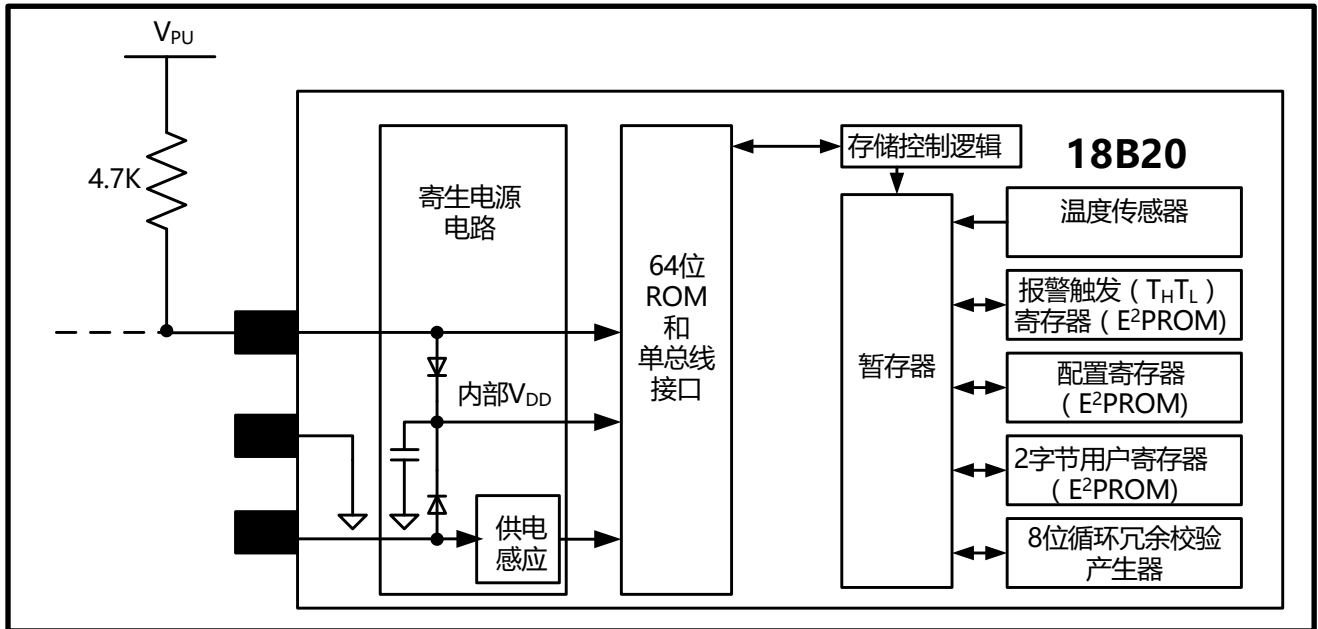 V_PU
4.7K
寄生电源
电路
内部V_DD
供电
感应
64位
ROM
和
单总线
接口
存储控制逻辑
暂存器
18B20
温度传感器
报警触发（T_HT_L）
寄存器（E²PROM)
配置寄存器
（E²PROM)
2字节用户寄存器
（E²PROM)
8位循环冗余校验
产生器